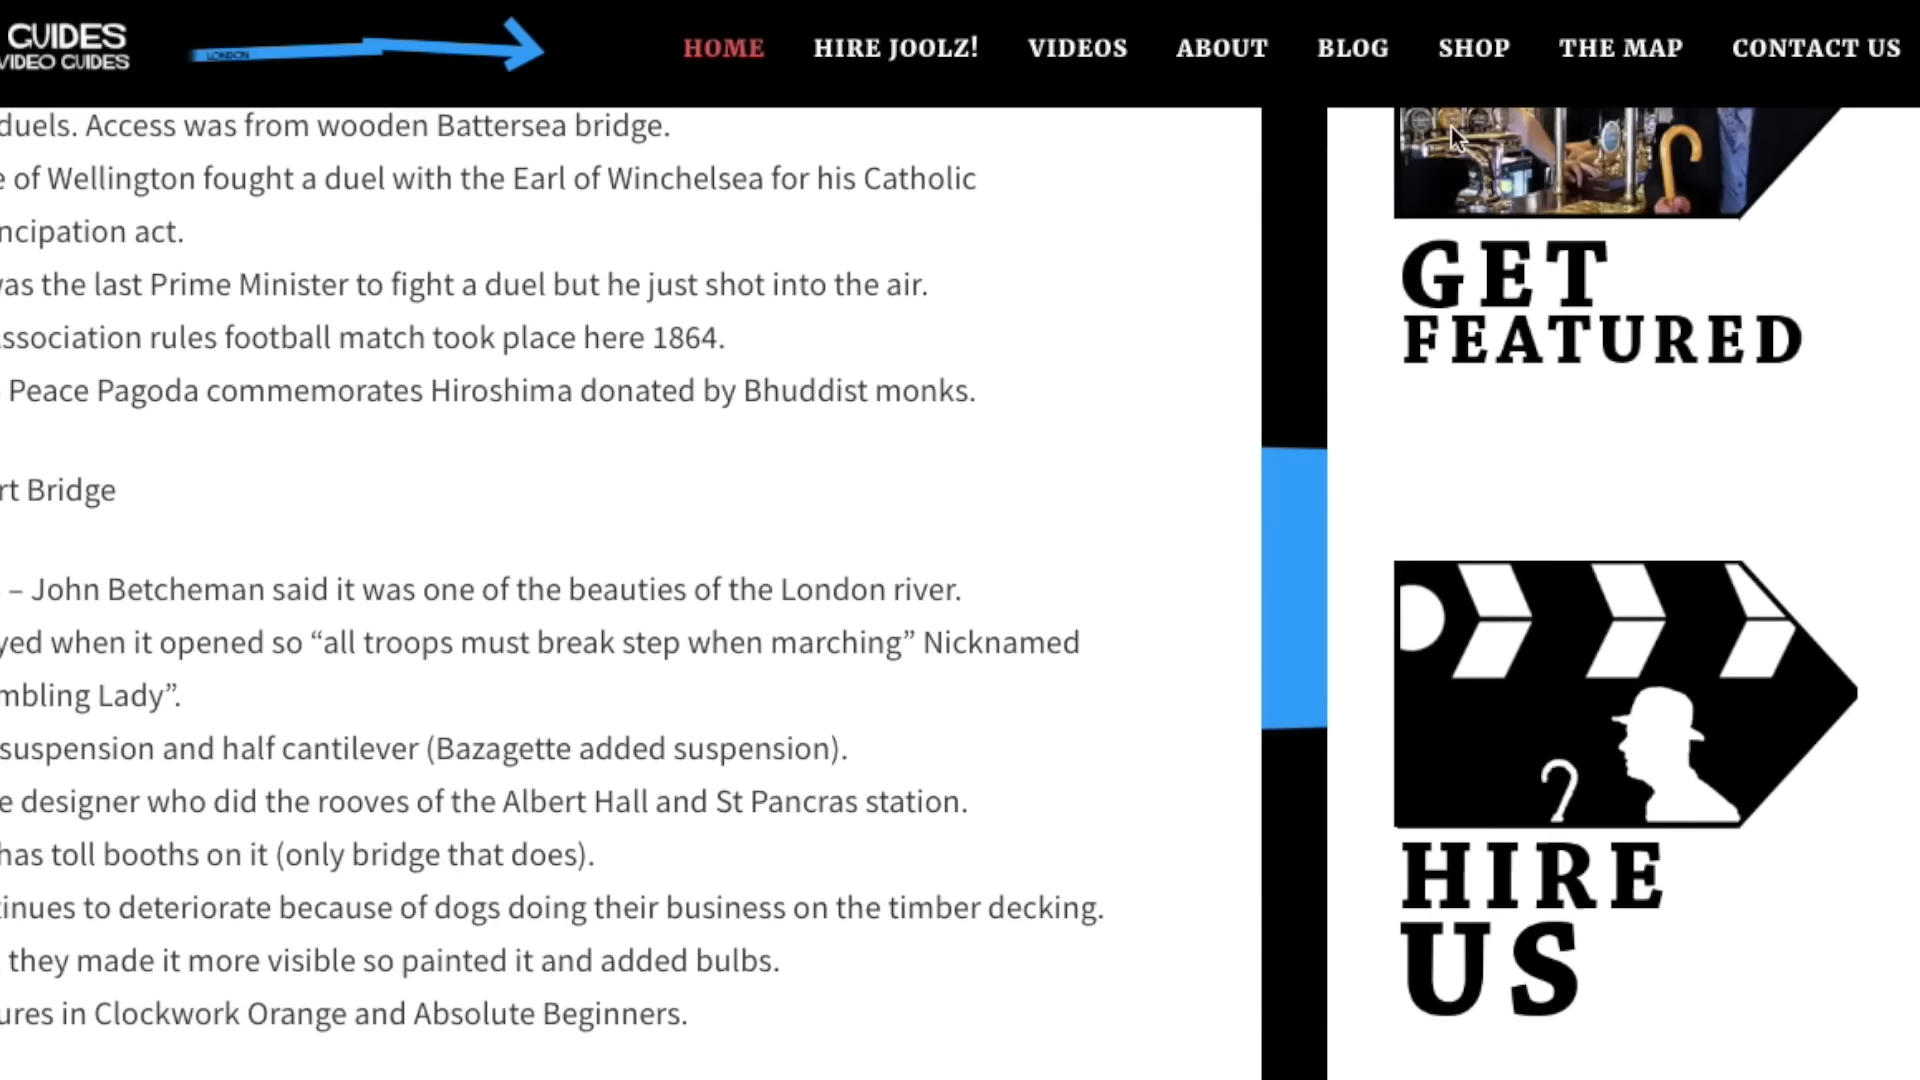 GUIDES
VIDEO GUIDES
LONDON
HOME HIRE JOOLZ! VIDEOS ABOUT BLOG SHOP THE MAP CONTACT US
duels. Access was from wooden Battersea bridge.
of Wellington fought a duel with the Earl of Winchelsea for his Catholic
ncipation act.
was the last Prime Minister to fight a duel but he just shot into the air.
ssociation rules football match took place here 1864.
Peace Pagoda commemorates Hiroshima donated by Bhuddist monks.
rt Bridge
– John Betcheman said it was one of the beauties of the London river.
yed when it opened so “all troops must break step when marching” Nicknamed
mbling Lady”.
suspension and half cantilever (Bazagette added suspension).
e designer who did the rooves of the Albert Hall and St Pancras station.
has toll booths on it (only bridge that does).
tinues to deteriorate because of dogs doing their business on the timber decking.
they made it more visible so painted it and added bulbs.
ures in Clockwork Orange and Absolute Beginners.
GET
FEATURED
HIRE
US